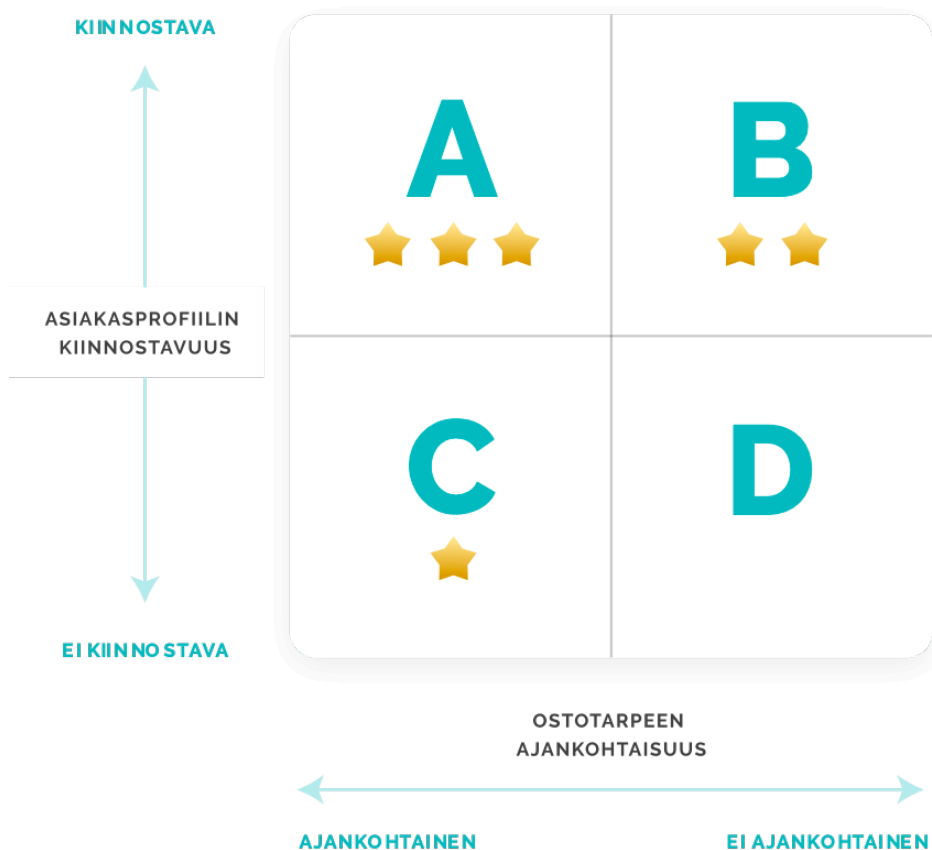 KIINNOSTAVA
A
B
ASIAKASPROFIILIN
KIINNOSTAVUUS
C
D
EI KIINNOSTAVA
OSTOTARPEEN
AJANKOHTAISUUS
AJANKOHTAINEN
EI AJANKOHTAINEN